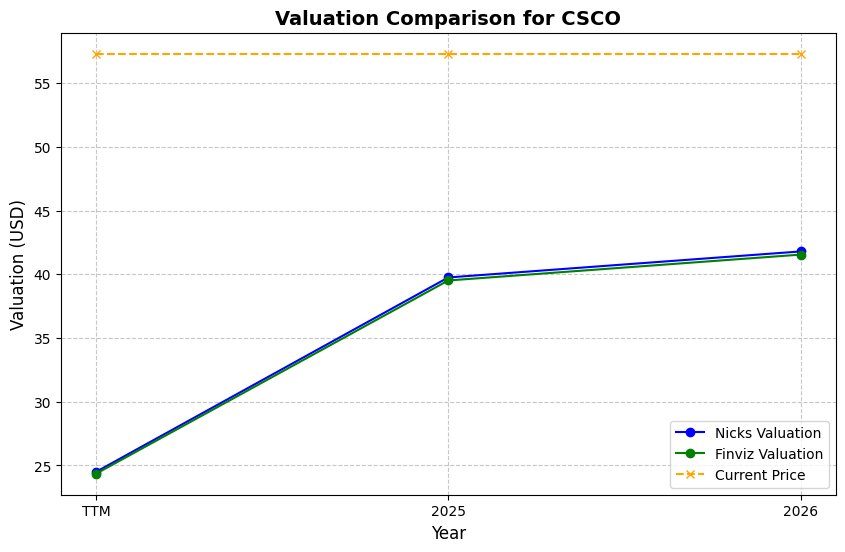 Valuation Comparison for CSCO
Valuation (USD)
55
50
45
40
35
30
25
TTM
2025
2026
Year
Nicks Valuation
Finviz Valuation
Current Price